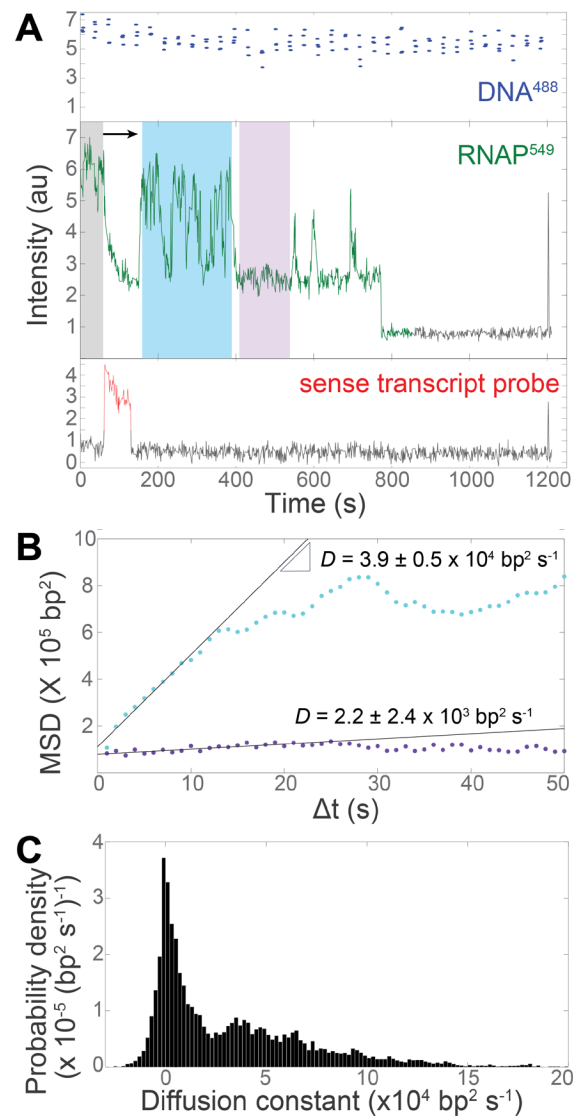 A
7
5
3
1
DNA⁴⁸⁸
7
6
5
4
3
2
1
RNAP⁵⁴⁹
Intensity (au)
4
3
2
1
0
sense transcript probe
0 200 400 600 800 1000 1200
Time (s)
B
10
8
6
4
2
MSD (X 10⁵ bp²)
D = 3.9 ± 0.5 x 10⁴ bp² s⁻¹
D = 2.2 ± 2.4 x 10³ bp² s⁻¹
0 10 20 30 40 50
Δt (s)
C
4
3
2
1
0
Probability density
(x 10⁻⁵ (bp² s⁻¹)⁻¹
0 5 10 15 20
Diffusion constant (x10⁴ bp² s⁻¹)